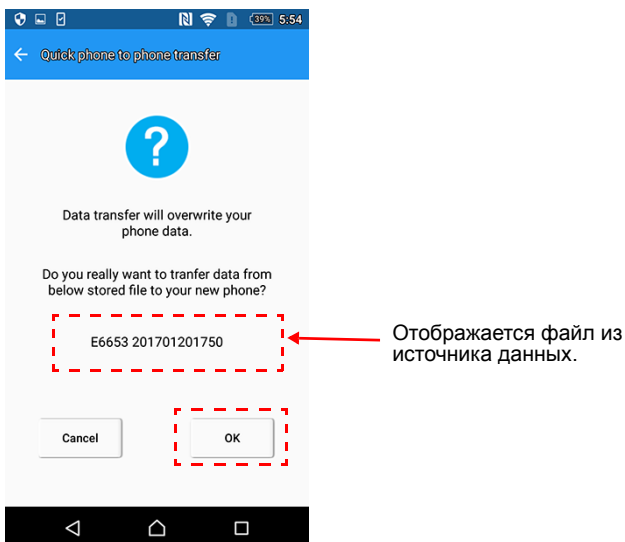 39% 5:54
Quick phone to phone transfer
?
Data transfer will overwrite your
phone data.
Do you really want to tranfer data from
below stored file to your new phone?
E6653 201701201750
Отображается файл из
источника данных.
Cancel OK